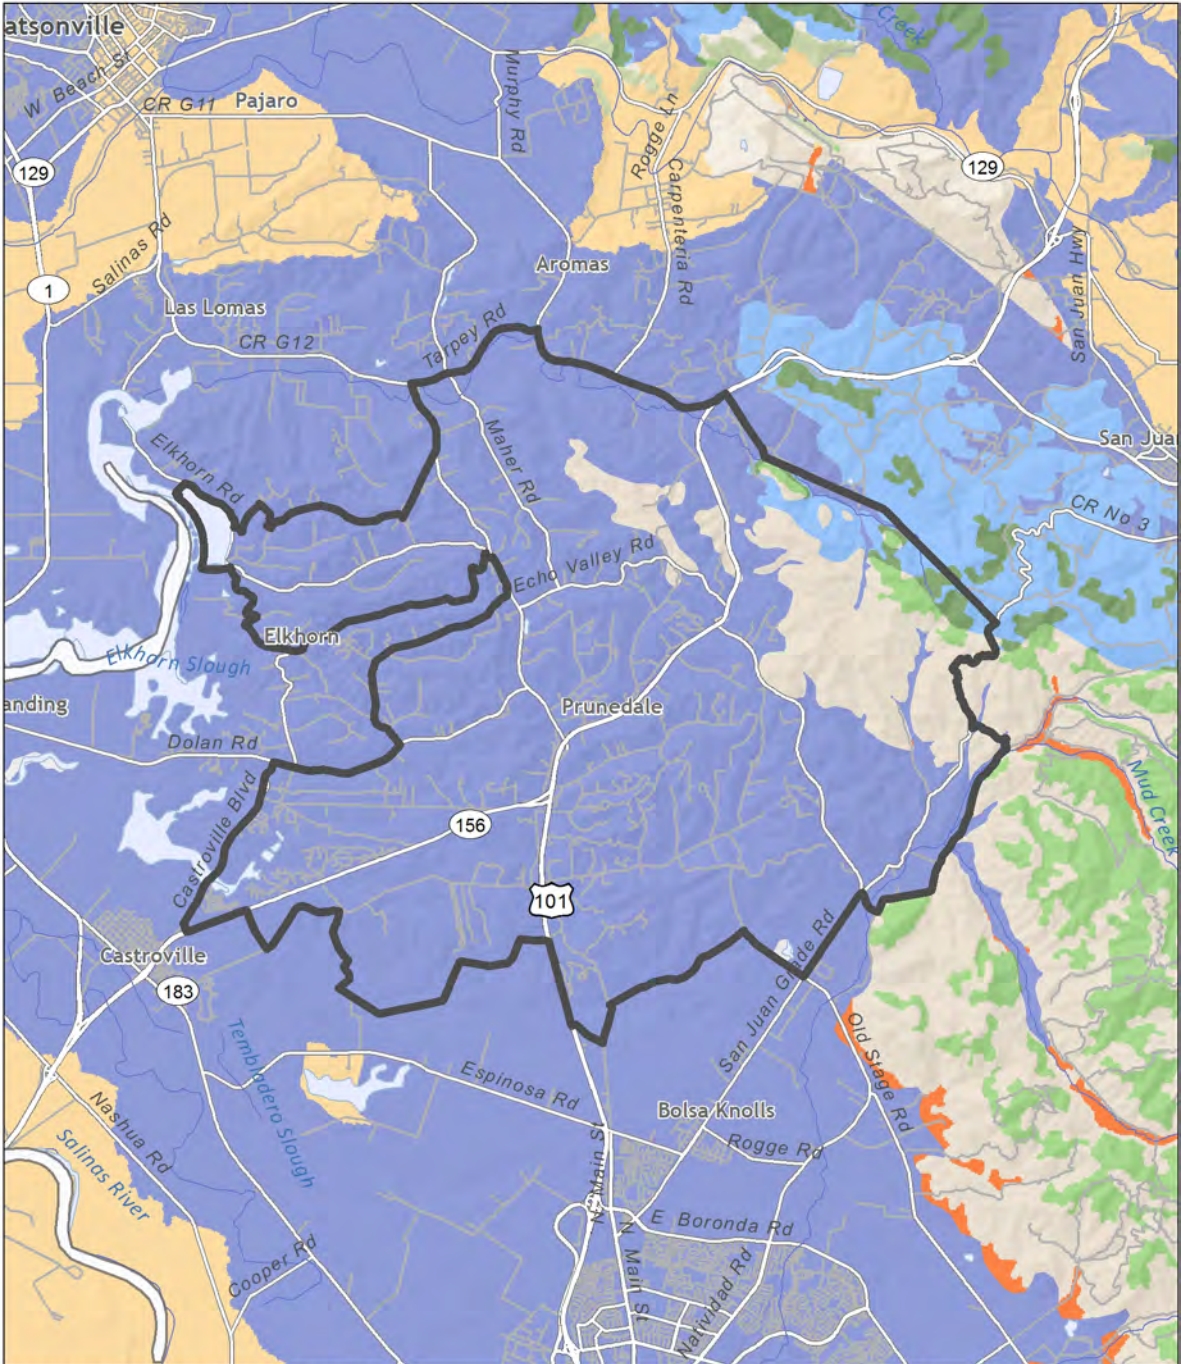 atsonville
Creek
W Beach St
CR G11
Pajaro
Murphy Rd
Rogge Ln
Carpenteria Rd
129
129
Salinas Rd
San Juan Hwy
1
Aromas
Las Lomas
CR G12
Tarpey Rd
Elkhorn Rd
Maher Rd
San Jua
CR No 3
Echo Valley Rd
Elkhorn
Elkhorn Slough
anding
Prunedale
Dolan Rd
Mud Creek
Castroville Blvd
156
101
Castroville
183
San Juan Grade Rd
Old Stage Rd
Tembladero Slough
Espinosa Rd
Nashua Rd
Bolsa Knolls
Rogge Rd
Salinas River
N Main St
E Boronda Rd
N Main St
Cooper Rd
Natividad Rd